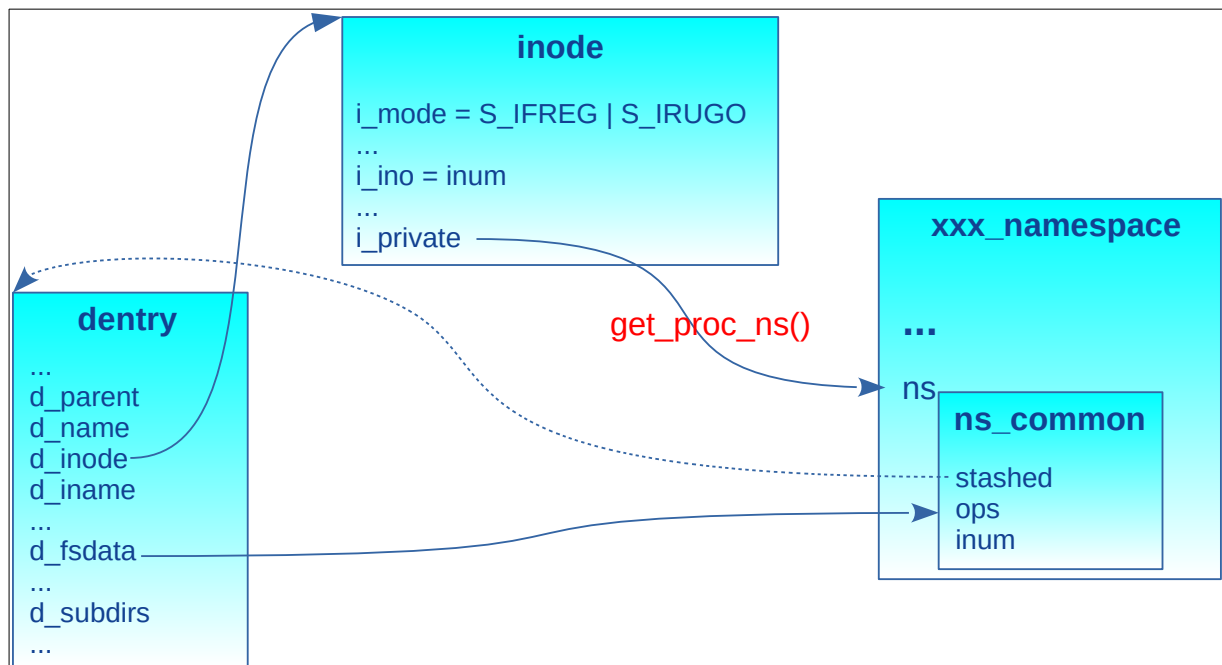 inode
i_mode = S_IFREG | S_IRUGO
...
i_ino = inum
...
i_private
xxx_namespace
...
get_proc_ns()
ns
ns_common
stashed
ops
inum
dentry
...
d_parent
d_name
d_inode
d_iname
...
d_fsdata
...
d_subdirs
...